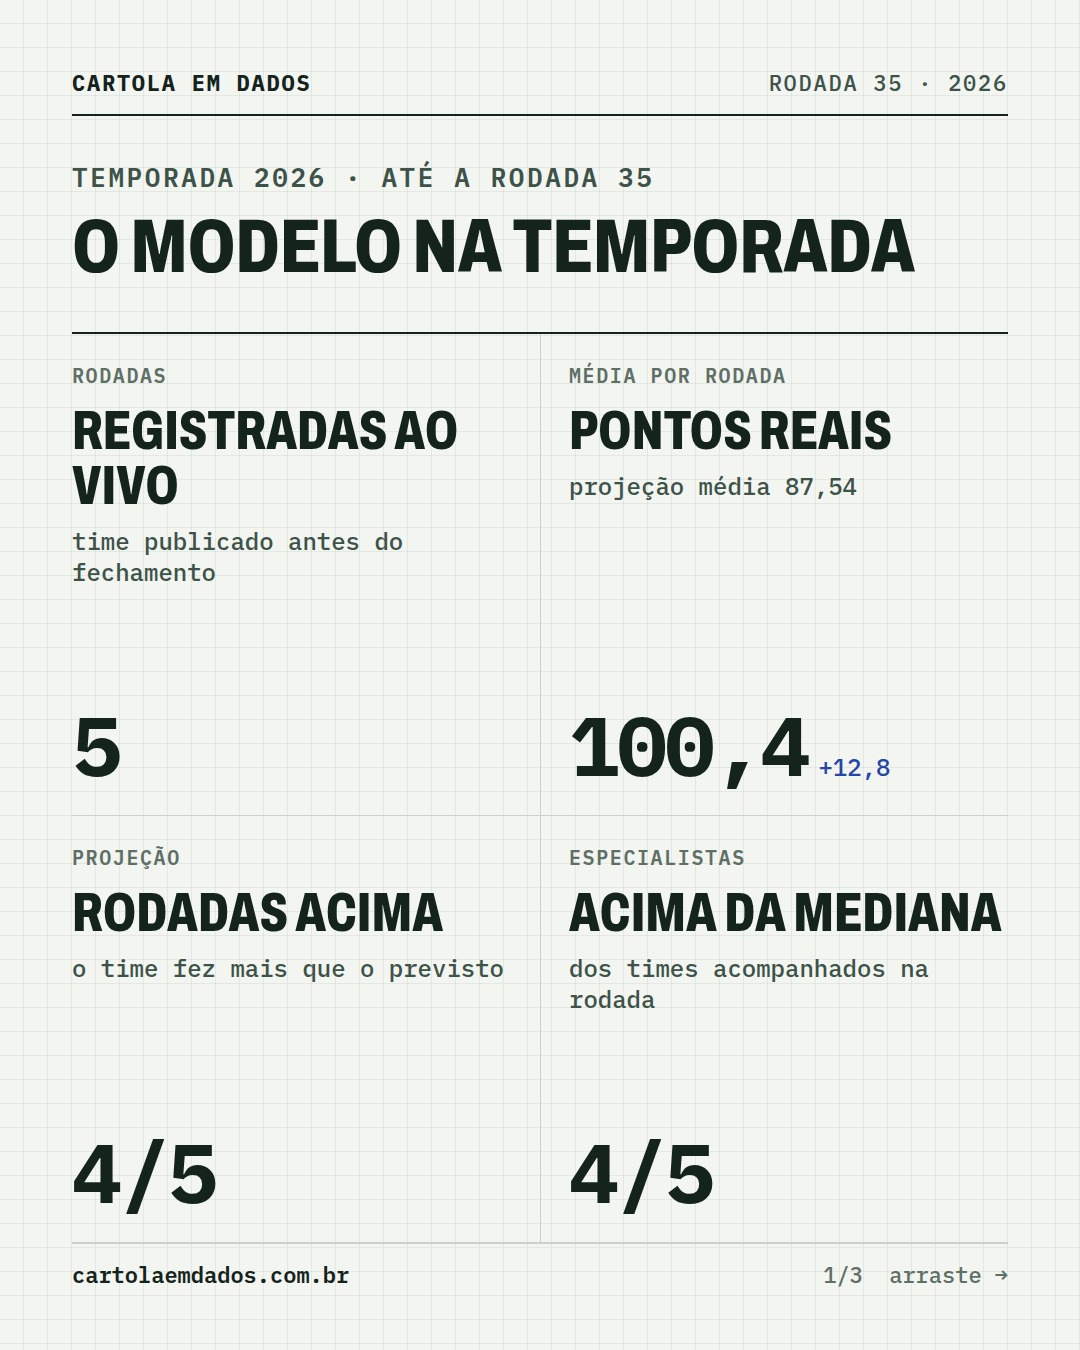 CARTOLA EM DADOS
RODADA 35 · 2026
TEMPORADA 2026 · ATÉ A RODADA 35
O MODELO NA TEMPORADA
RODADAS
REGISTRADAS AO
VIVO
time publicado antes do
fechamento
5
MÉDIA POR RODADA
PONTOS REAIS
projeção média 87,54
100,4 +12,8
PROJEÇÃO
RODADAS ACIMA
o time fez mais que o previsto
4/5
ESPECIALISTAS
ACIMA DA MEDIANA
dos times acompanhados na
rodada
4/5
cartolaemdados.com.br
1/3 arraste →